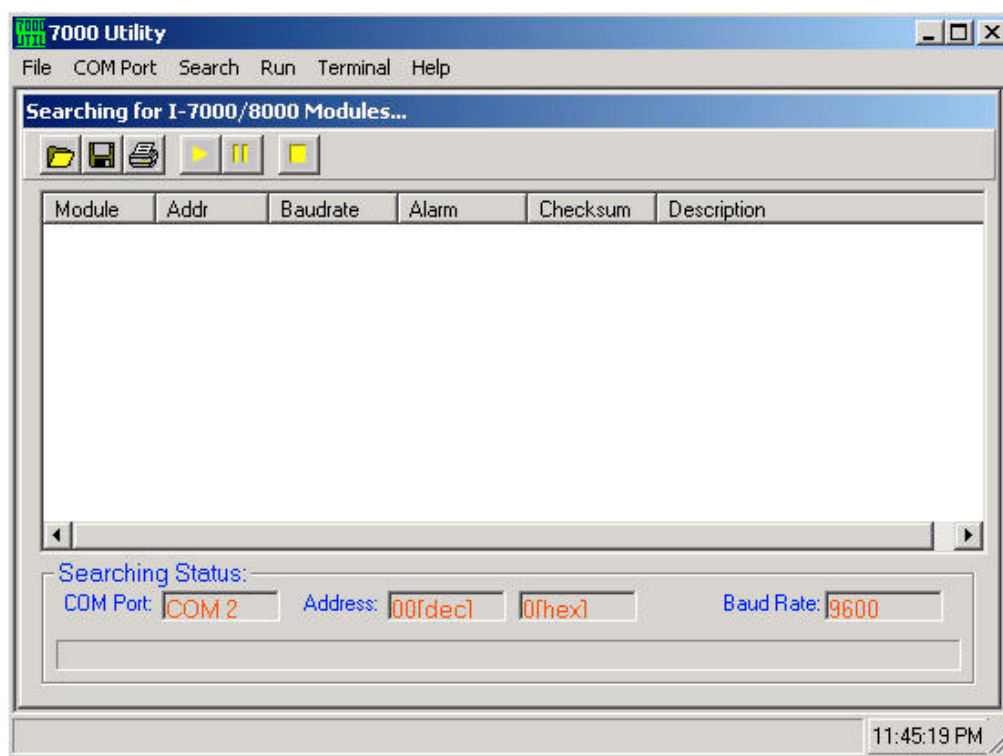 7000 UTIL 7000 Utility
File COM Port Search Run Terminal Help
Searching for I-7000/8000 Modules...
Module Addr Baudrate Alarm Checksum Description
Searching Status:
COM Port: COM 2 Address: 00[dec] 0[hex] Baud Rate: 9600
11:45:19 PM